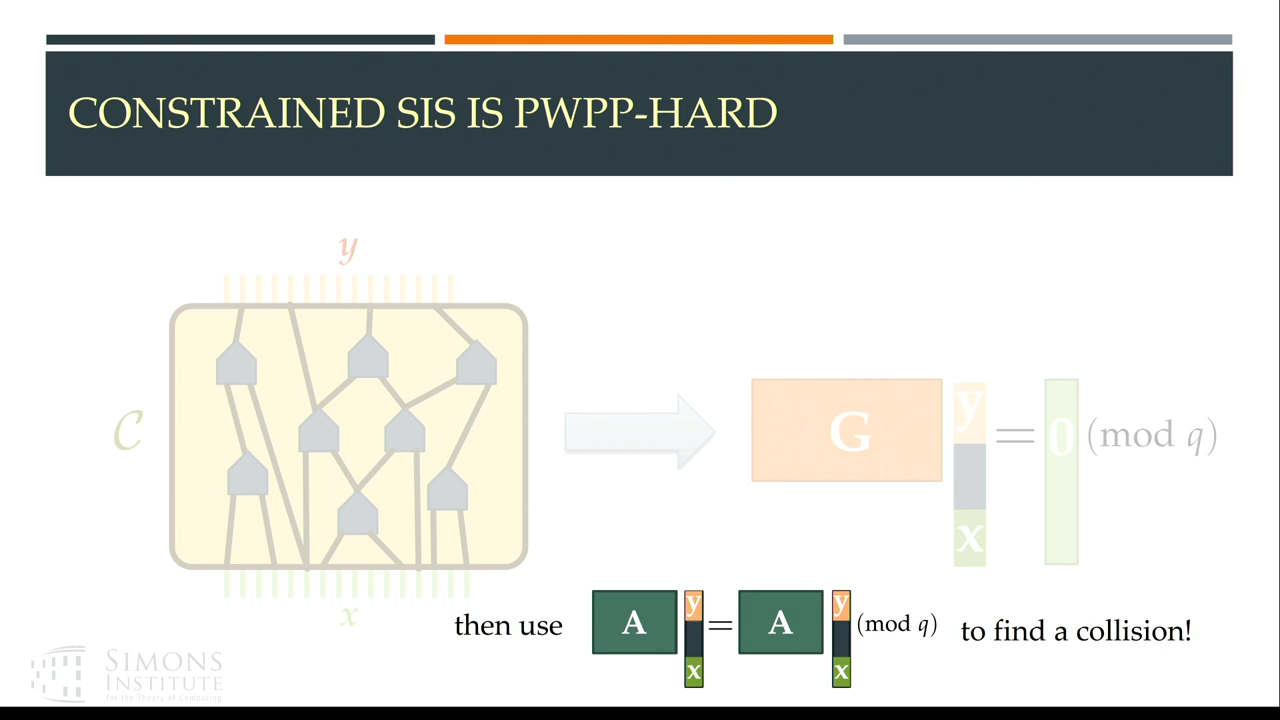 CONSTRAINED SIS IS PWPP-HARD
y
C
x
G y x = 0 (mod q)
then use A y x = A y x (mod q) to find a collision!
SIMONS
INSTITUTE
for the Theory of Computing